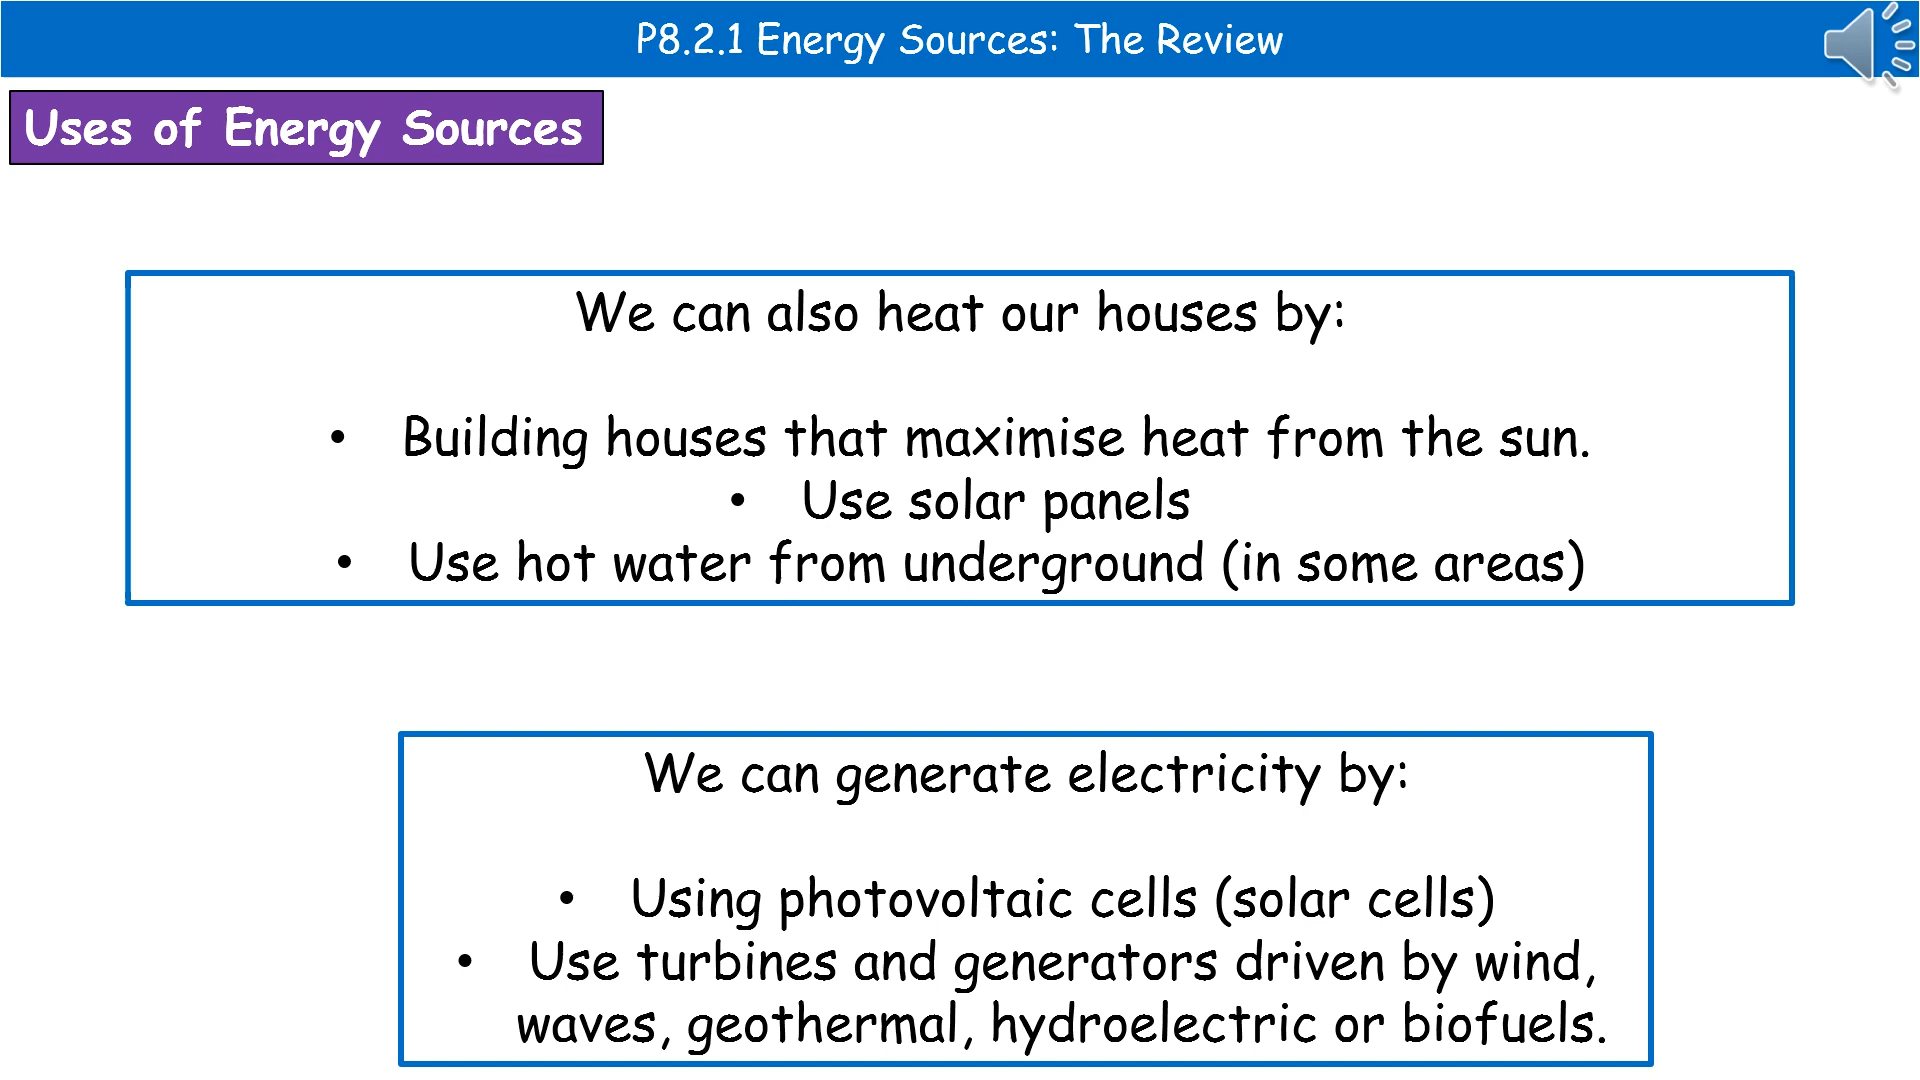 P8.2.1 Energy Sources: The Review
Uses of Energy Sources
We can also heat our houses by:
• Building houses that maximise heat from the sun.
• Use solar panels
• Use hot water from underground (in some areas)
We can generate electricity by:
• Using photovoltaic cells (solar cells)
• Use turbines and generators driven by wind,
waves, geothermal, hydroelectric or biofuels.